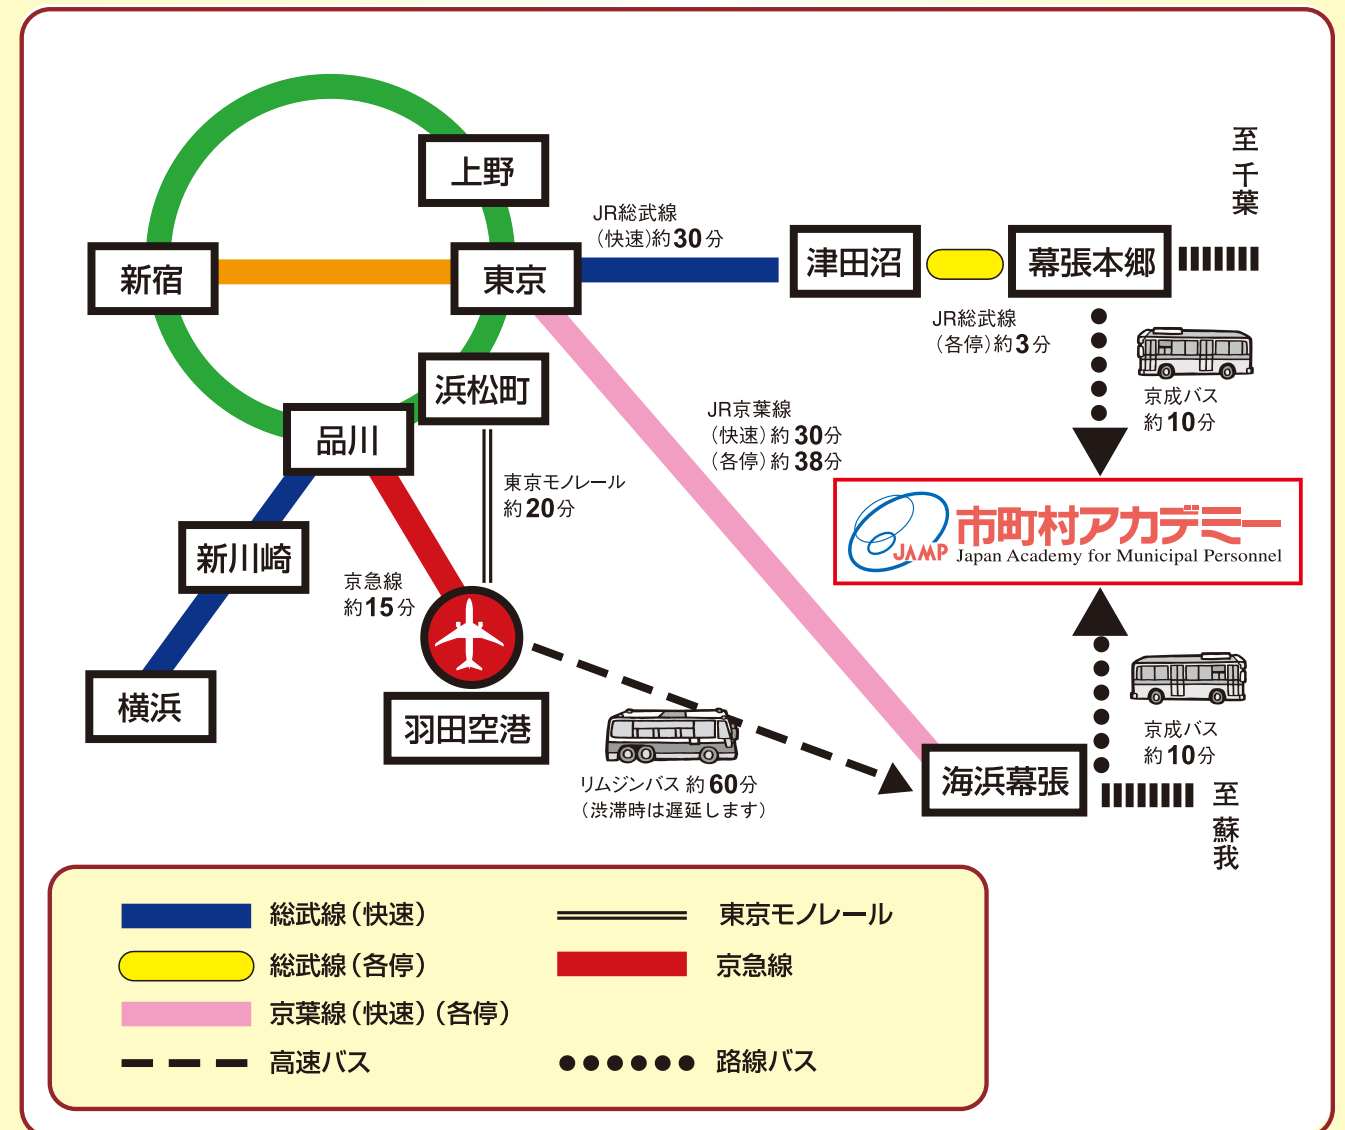 至千葉
上野
JR総武線
（快速）約30分
新宿
東京
津田沼
幕張本郷
JR総武線
（各停）約3分
浜松町
京成バス
約10分
JR京葉線
（快速）約30分
（各停）約38分
品川
東京モノレール
約20分
JAMP
市町村アカデミー
Japan Academy for Municipal Personnel
新川崎
京急線
約15分
横浜
羽田空港
リムジンバス 約60分
（渋滞時は遅延します）
京成バス
約10分
海浜幕張
至蘇我
総武線（快速）
東京モノレール
総武線（各停）
京急線
京葉線（快速）（各停）
高速バス
路線バス